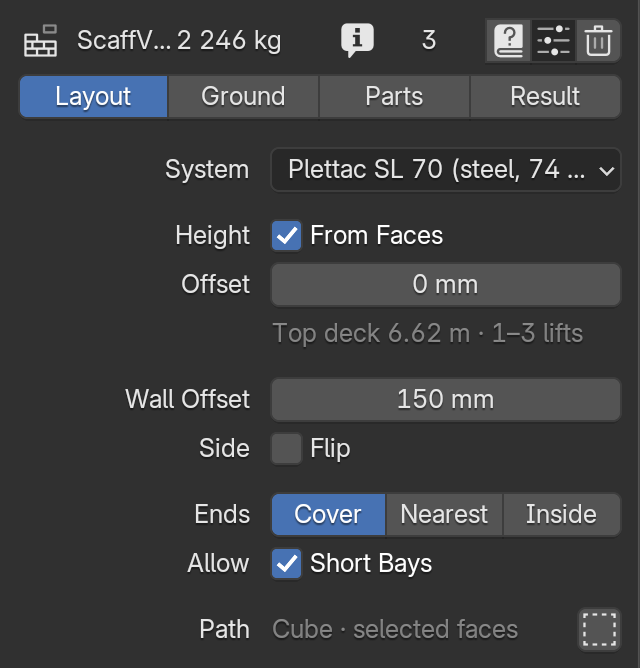 ScaffV... 2 246 kg 3
Layout Ground Parts Result
System Plettac SL 70 (steel, 74 ...
Height From Faces
Offset 0 mm
Top deck 6.62 m · 1–3 lifts
Wall Offset 150 mm
Side Flip
Ends Cover Nearest Inside
Allow Short Bays
Path Cube · selected faces